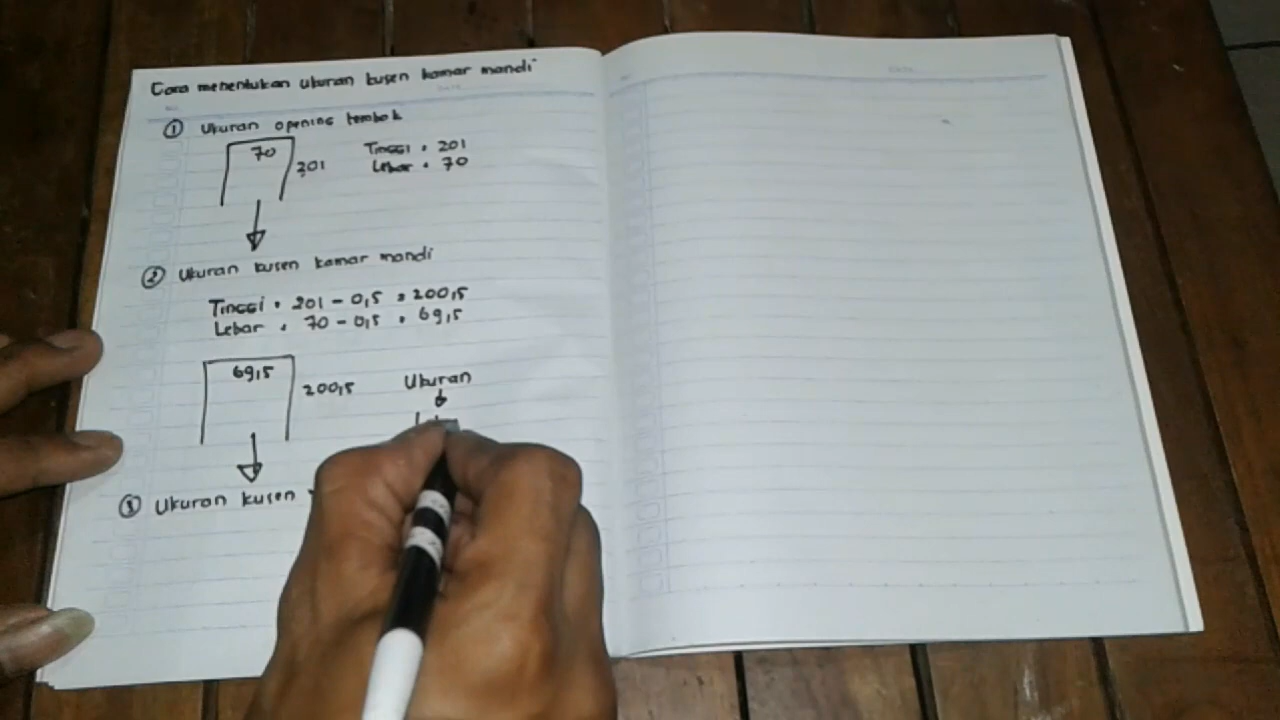 Cara menentukan ukuran kusen kamar mandi
① Ukuran opening tembok
70
201
Tinggi = 201
Lebar = 70
② Ukuran kusen kamar mandi
Tinggi = 201 - 0,5 = 200,5
Lebar = 70 - 0,5 = 69,5
69,5
200,5
Ukuran
③ Ukuran kusen